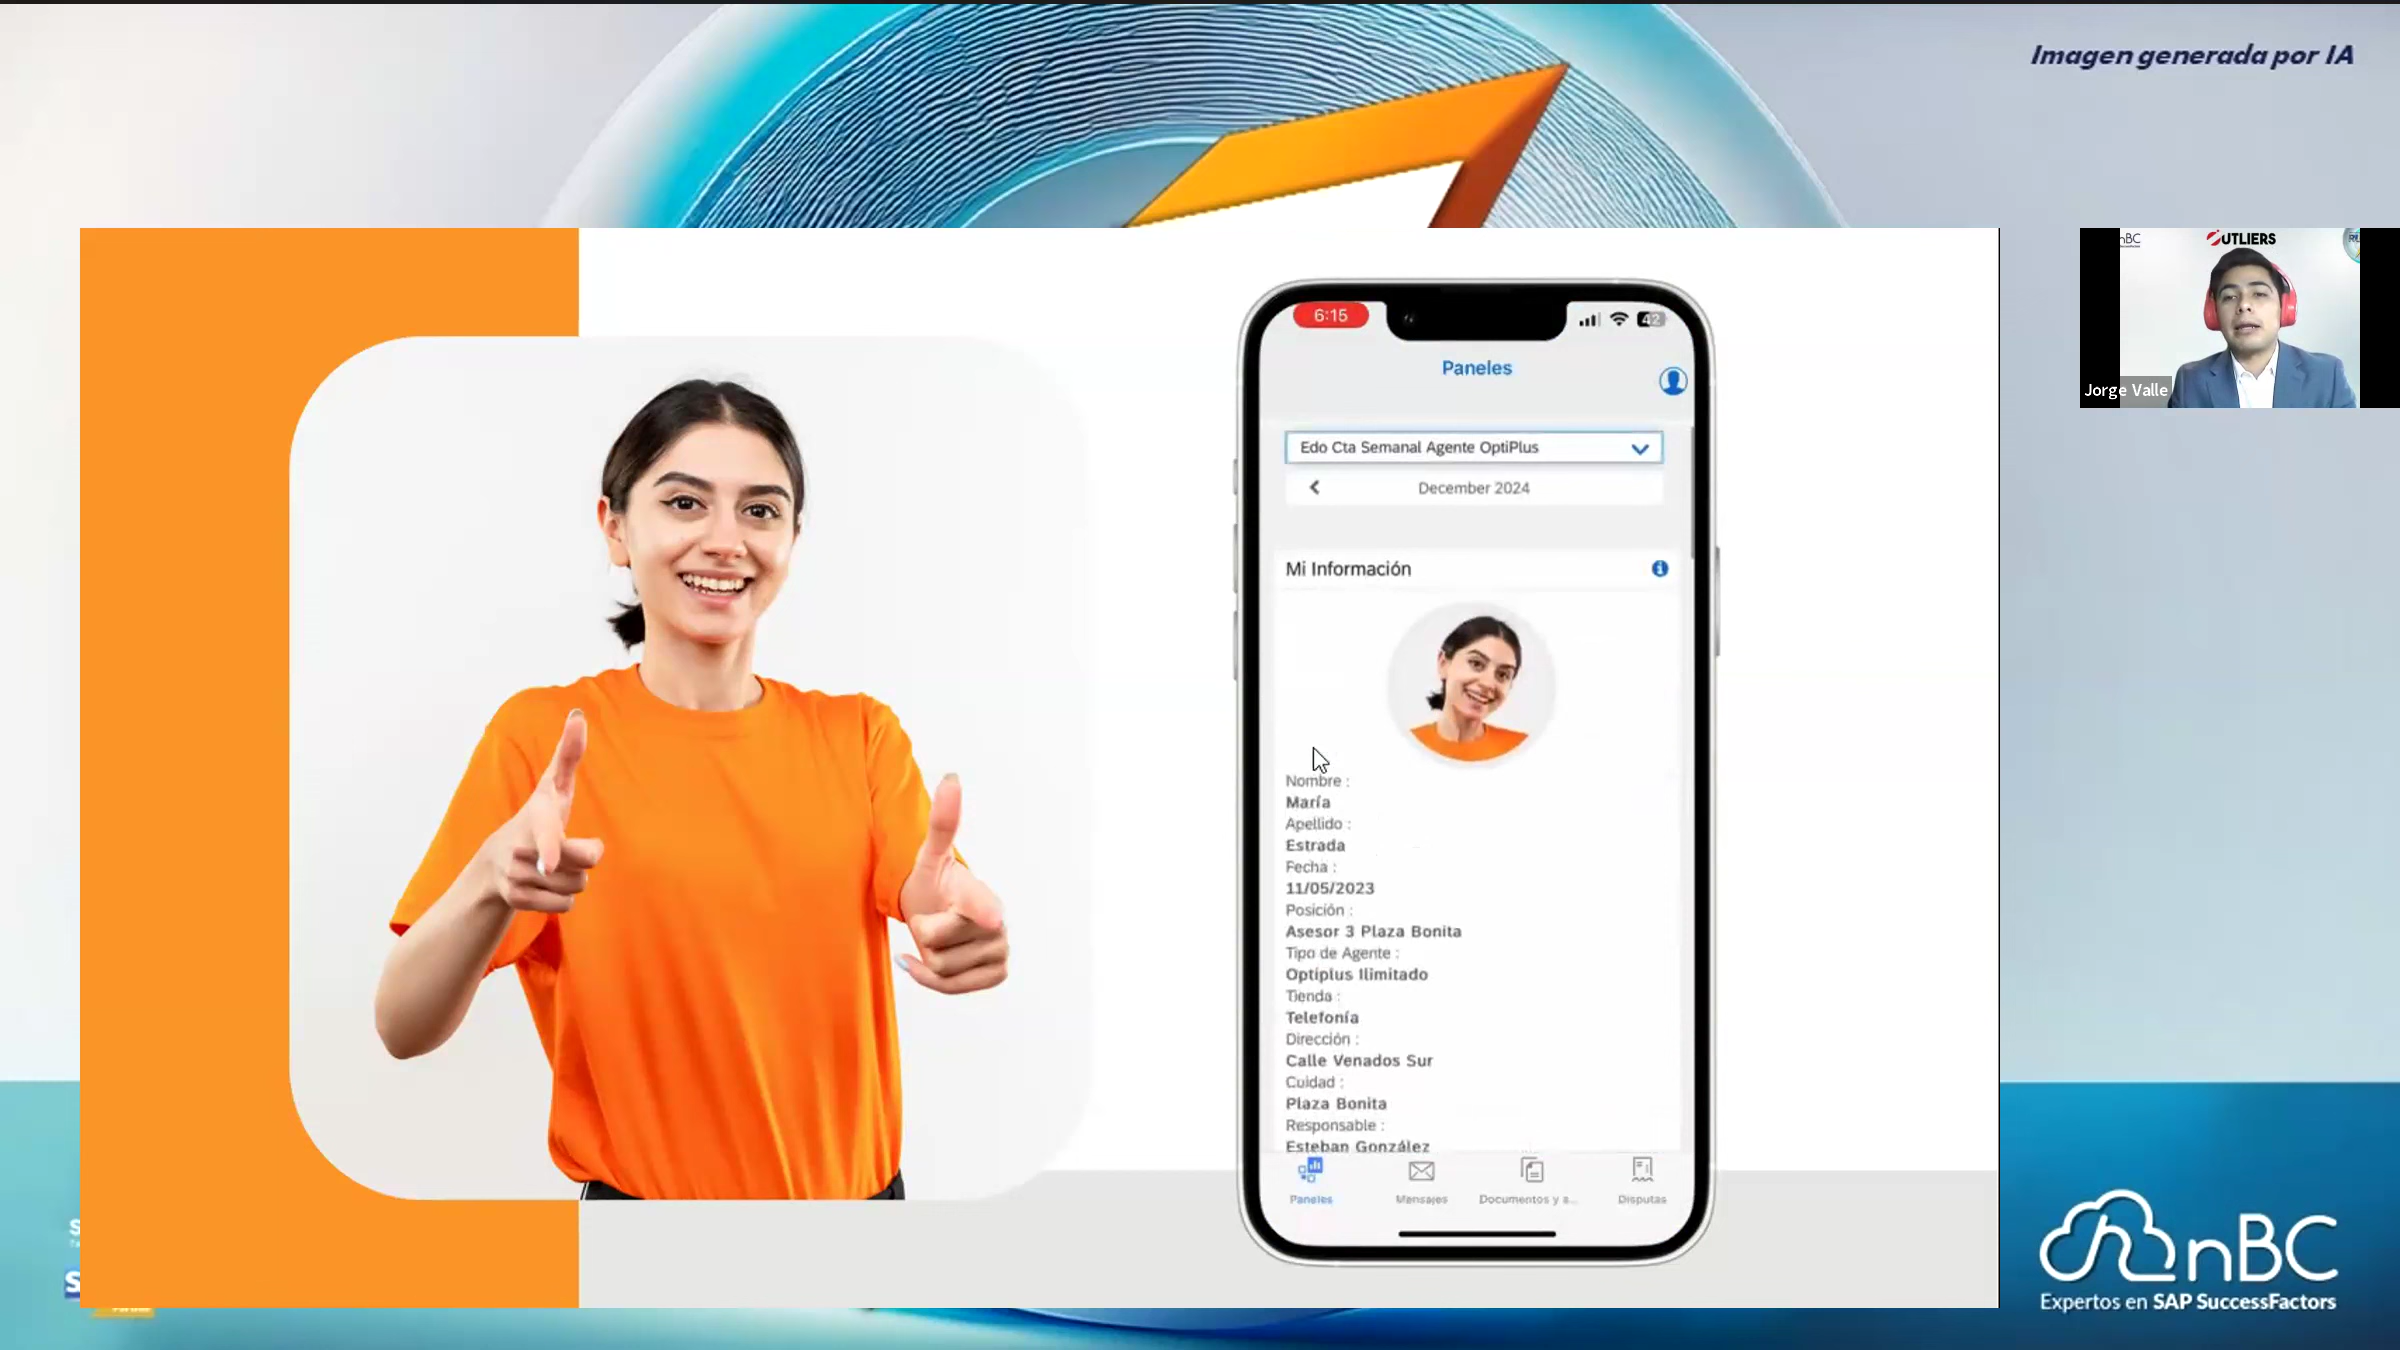 Imagen generada por IA
nBC
OUTLIERS
Jorge Valle
6:15
42
Paneles
Edo Cta Semanal Agente OptiPlus
December 2024
Mi Información
Nombre :
María
Apellido :
Estrada
Fecha :
11/05/2023
Posición :
Asesor 3 Plaza Bonita
Tipo de Agente :
Optiplus Ilimitado
Tienda :
Telefonía
Dirección :
Calle Venados Sur
Cuidad :
Plaza Bonita
Responsable :
Esteban González
Paneles
Mensajes
Documentos y a...
Disputas
nBC
Expertos en SAP SuccessFactors